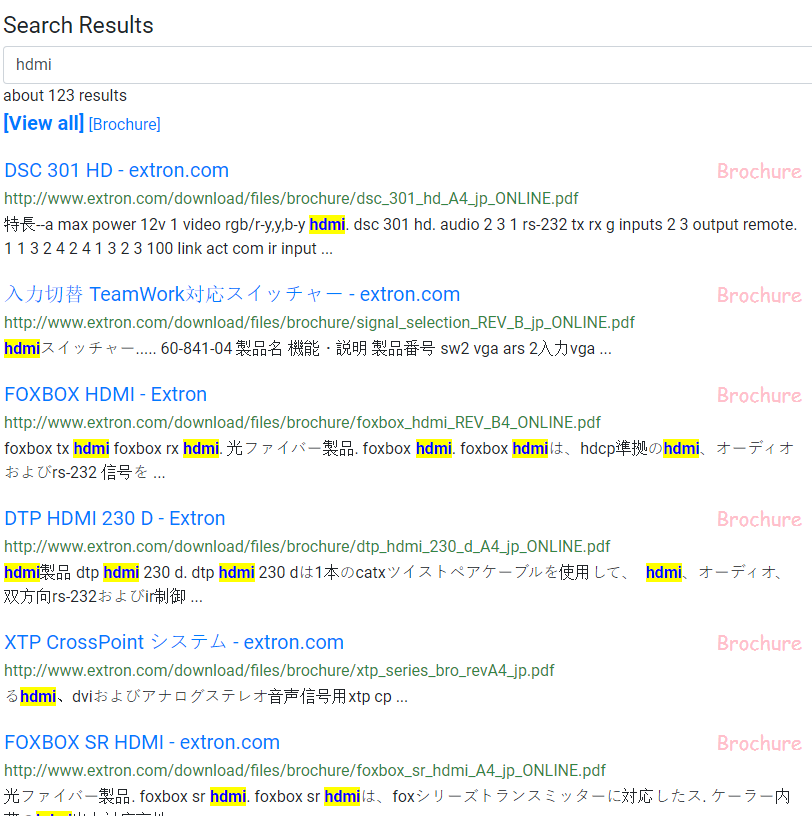 Search Results
hdmi
about 123 results
[View all] [Brochure]
DSC 301 HD - extron.com Brochure
http://www.extron.com/download/files/brochure/dsc_301_hd_A4_jp_ONLINE.pdf
特長--a max power 12v 1 video rgb/r-y,y,b-y hdmi. dsc 301 hd. audio 2 3 1 rs-232 tx rx g inputs 2 3 output remote.
1 1 3 2 4 2 4 1 3 2 3 100 link act com ir input ...
入力切替 TeamWork対応スイッチャー - extron.com Brochure
http://www.extron.com/download/files/brochure/signal_selection_REV_B_jp_ONLINE.pdf
hdmiスイッチャー..... 60-841-04 製品名 機能・説明 製品番号 sw2 vga ars 2入力vga ...
FOXBOX HDMI - Extron Brochure
http://www.extron.com/download/files/brochure/foxbox_hdmi_REV_B4_ONLINE.pdf
foxbox tx hdmi foxbox rx hdmi. 光ファイバー製品. foxbox hdmi. foxbox hdmiは、hdcp準拠のhdmi、オーディオ
およびrs-232 信号を ...
DTP HDMI 230 D - Extron Brochure
http://www.extron.com/download/files/brochure/dtp_hdmi_230_d_A4_jp_ONLINE.pdf
hdmi製品 dtp hdmi 230 d. dtp hdmi 230 dは1本のcatxツイストペアケーブルを使用して、 hdmi、オーディオ、
双方向rs-232およびir制御 ...
XTP CrossPoint システム - extron.com Brochure
http://www.extron.com/download/files/brochure/xtp_series_bro_revA4_jp.pdf
るhdmi、dviおよびアナログステレオ音声信号用xtp cp ...
FOXBOX SR HDMI - extron.com Brochure
http://www.extron.com/download/files/brochure/foxbox_sr_hdmi_A4_jp_ONLINE.pdf
光ファイバー製品. foxbox sr hdmi. foxbox sr hdmiは、foxシリーズトランスミッターに対応したス. ケーラー内